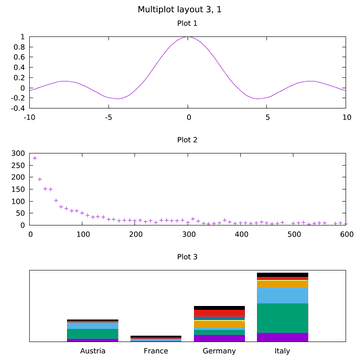 Multiplot layout 3, 1
Plot 1
1
0.8
0.6
0.4
0.2
0
-0.2
-0.4
-10 -5 0 5 10
Plot 2
300
250
200
150
100
50
0
0 100 200 300 400 500 600
Plot 3
Austria France Germany Italy